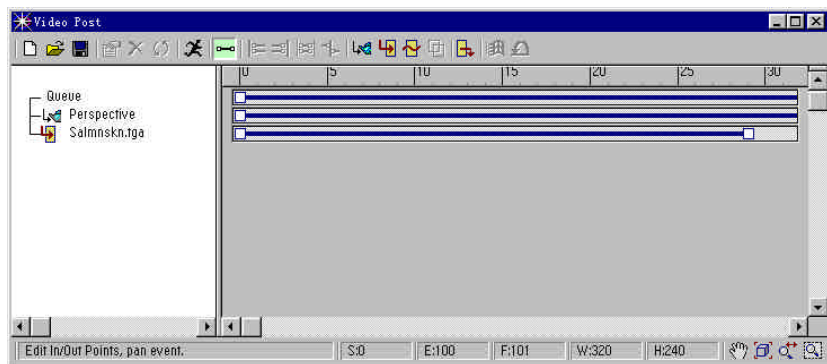 Video Post
0 5 10 15 20 25 30
Queue
Perspective
Salmnskn.tga
Edit In/Out Points, pan event. S:0 E:100 F:101 W:320 H:240